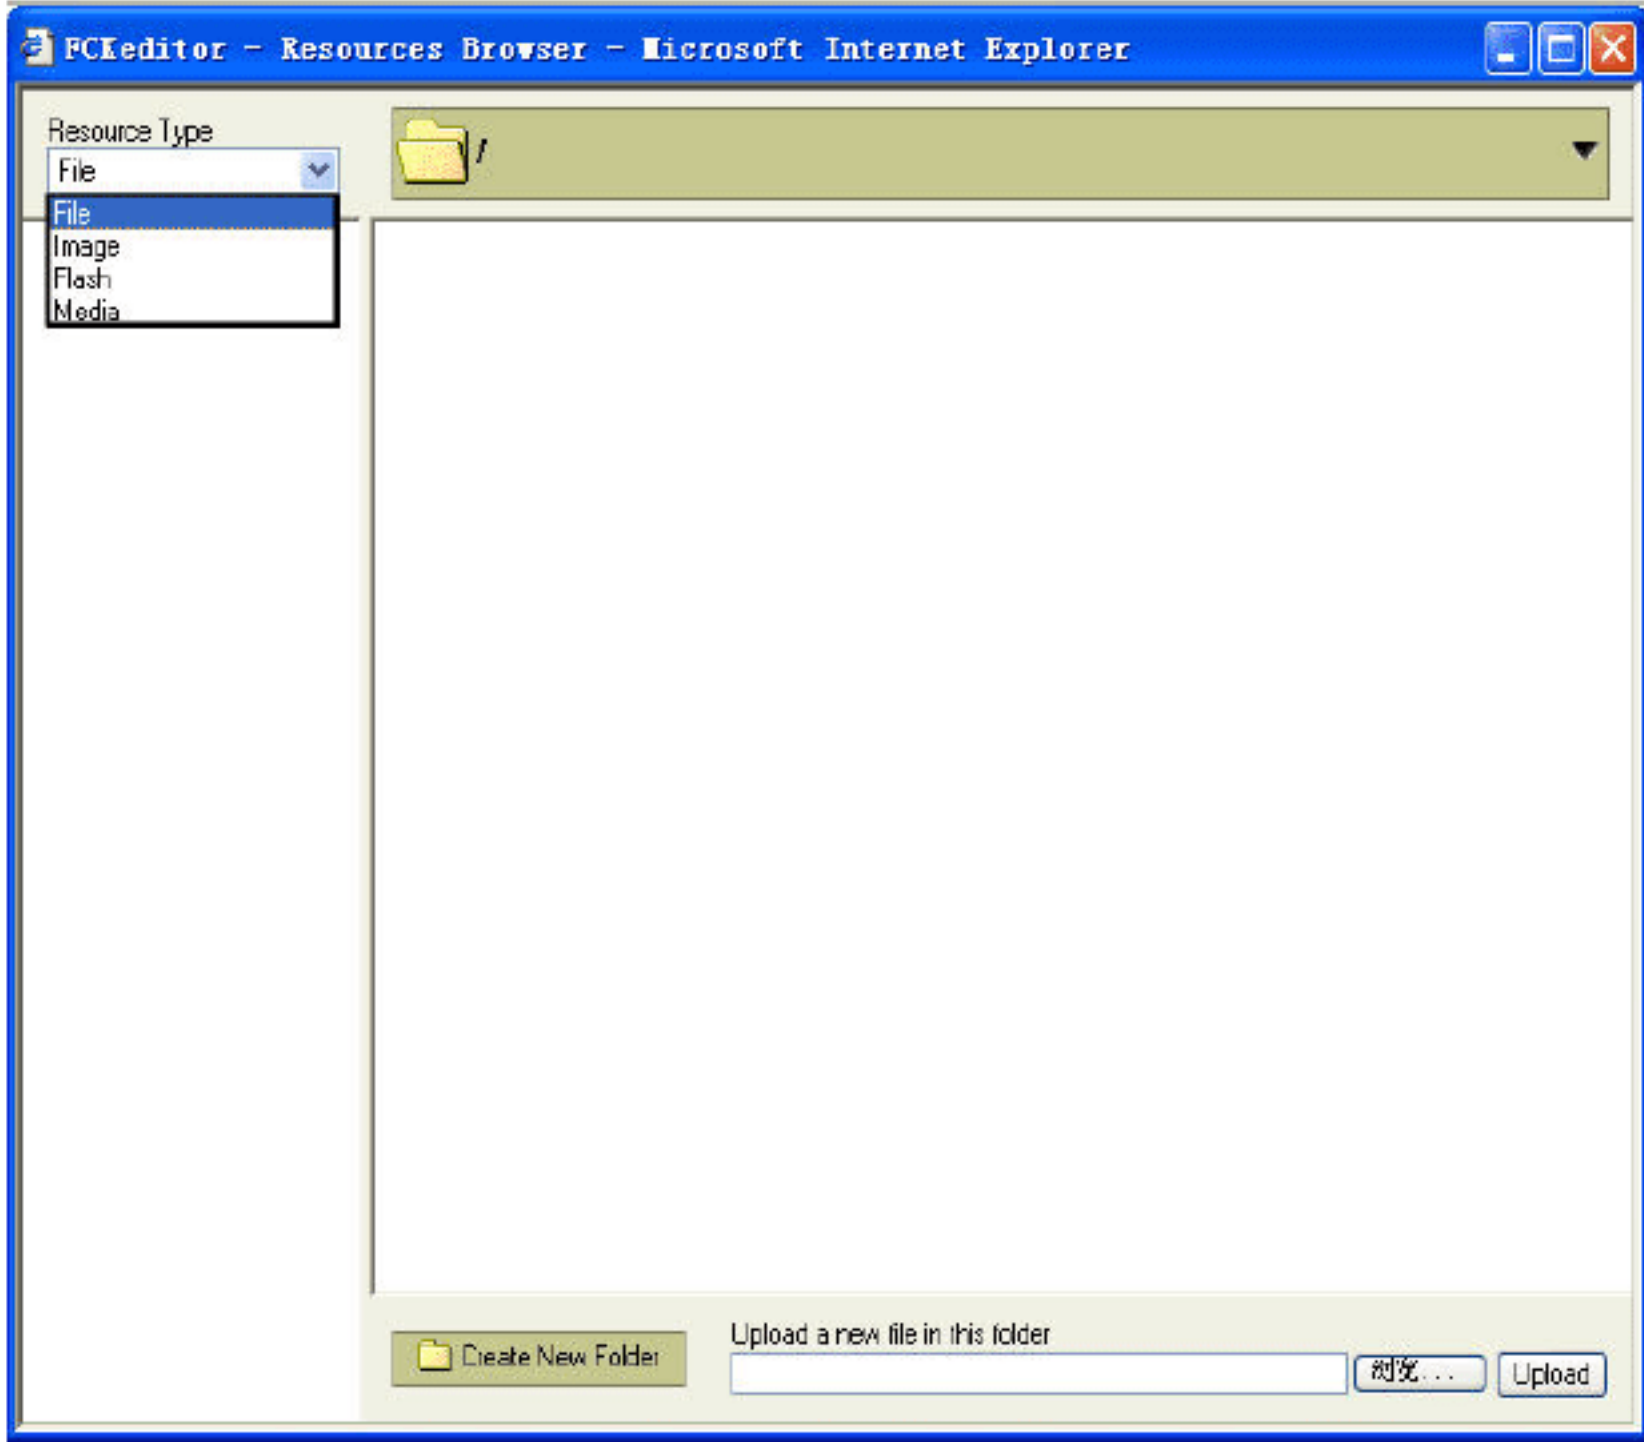 FCKeditor - Resources Browser - Microsoft Internet Explorer
Resource Type
File
/
File
Image
Flash
Media
Create New Folder
Upload a new file in this folder
浏览...
Upload